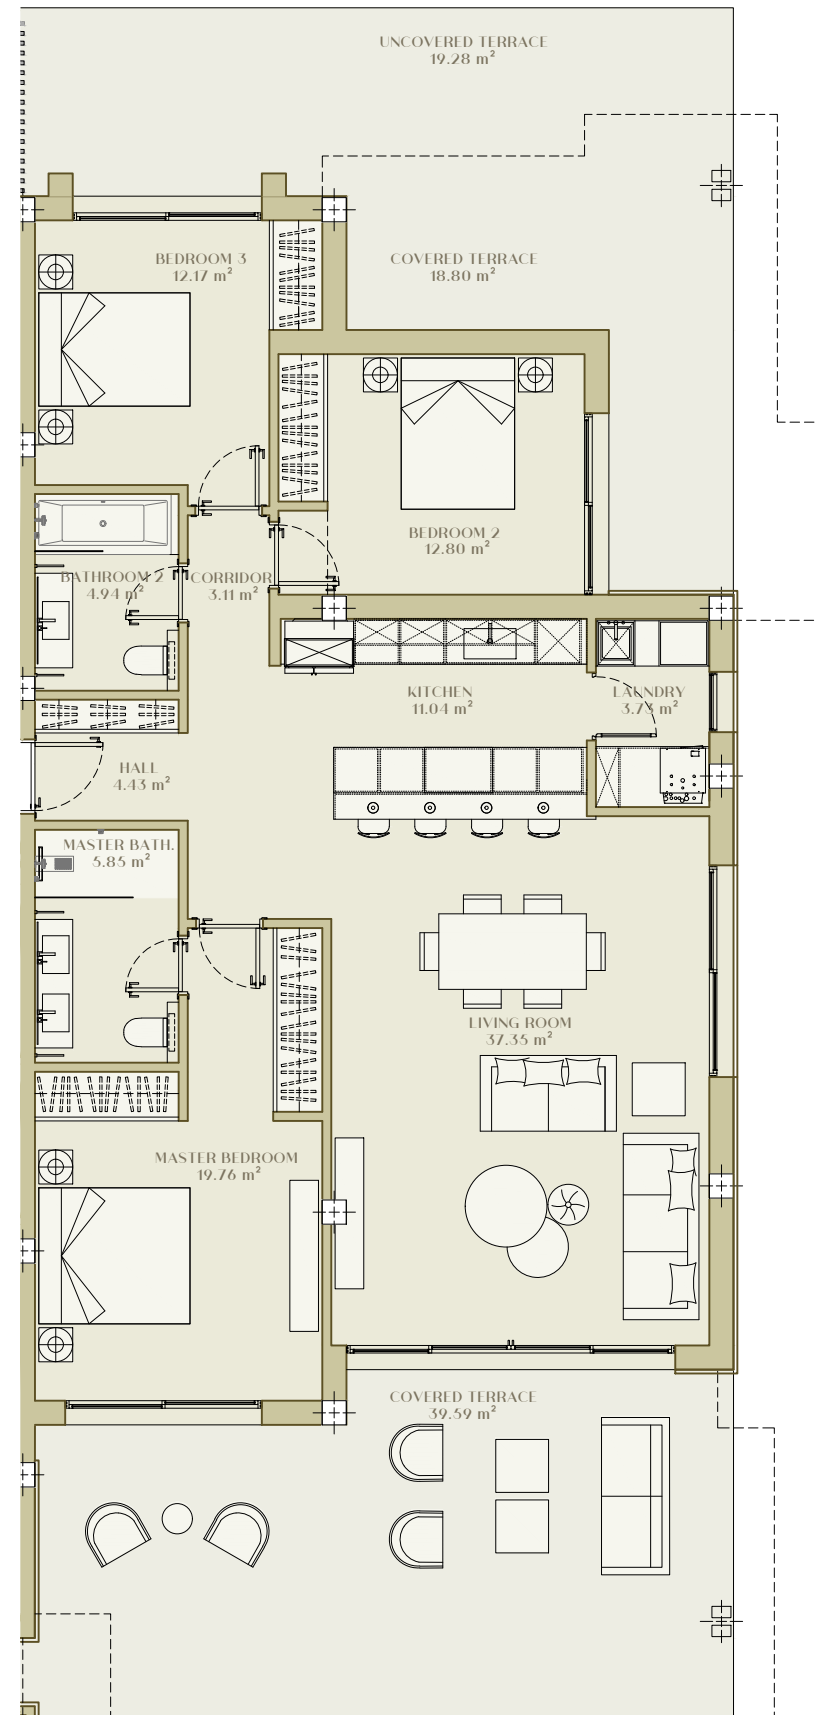 UNCOVERED TERRACE
19.28 m²
BEDROOM 3
12.17 m²
COVERED TERRACE
18.80 m²
BEDROOM 2
12.80 m²
BATHROOM 2
4.94 m²
CORRIDOR
3.11 m²
KITCHEN
11.04 m²
LAUNDRY
3.73 m²
HALL
4.43 m²
MASTER BATH.
5.85 m²
LIVING ROOM
37.35 m²
MASTER BEDROOM
19.76 m²
COVERED TERRACE
39.59 m²